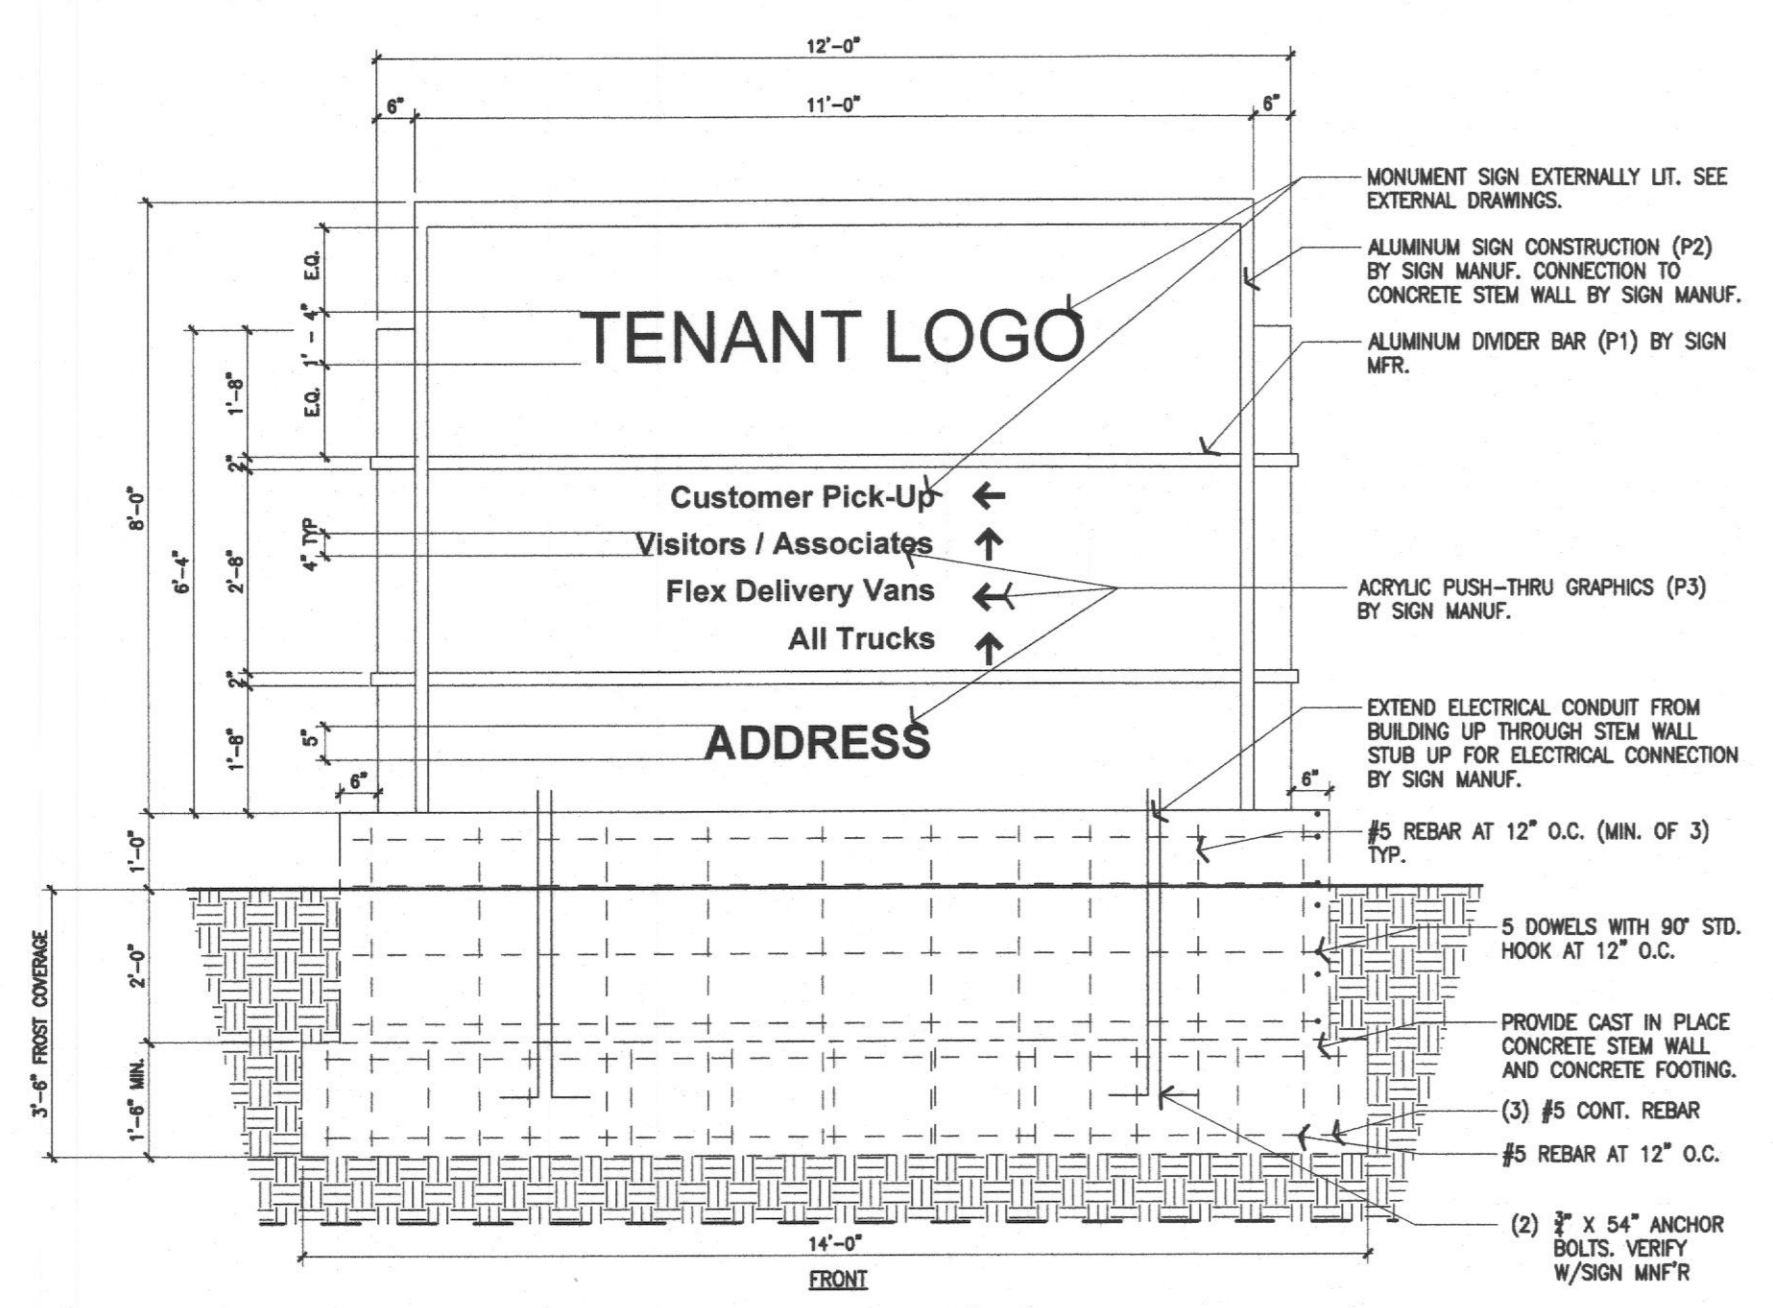 12'-0"
6"
11'-0"
6"
MONUMENT SIGN EXTERNALLY LIT. SEE
EXTERNAL DRAWINGS.
ALUMINUM SIGN CONSTRUCTION (P2)
BY SIGN MANUF. CONNECTION TO
CONCRETE STEM WALL BY SIGN MANUF.
ALUMINUM DIVIDER BAR (P1) BY SIGN
MFR.
E.Q.
1' - 4"
E.Q.
TENANT LOGO
1'-8"
2"
8'-0"
6'-4"
2'-8"
4" TYP
Customer Pick-Up ←
Visitors / Associates ↑
Flex Delivery Vans ←
All Trucks ↑
ACRYLIC PUSH-THRU GRAPHICS (P3)
BY SIGN MANUF.
2"
1'-8"
5"
ADDRESS
6"
6"
EXTEND ELECTRICAL CONDUIT FROM
BUILDING UP THROUGH STEM WALL
STUB UP FOR ELECTRICAL CONNECTION
BY SIGN MANUF.
1'-0"
#5 REBAR AT 12" O.C. (MIN. OF 3)
TYP.
3'-6" FROST COVERAGE
2'-0"
5 DOWELS WITH 90° STD.
HOOK AT 12" O.C.
PROVIDE CAST IN PLACE
CONCRETE STEM WALL
AND CONCRETE FOOTING.
1'-6" MIN.
(3) #5 CONT. REBAR
#5 REBAR AT 12" O.C.
(2) ¾" X 54" ANCHOR
BOLTS. VERIFY
W/SIGN MNF'R
14'-0"
FRONT